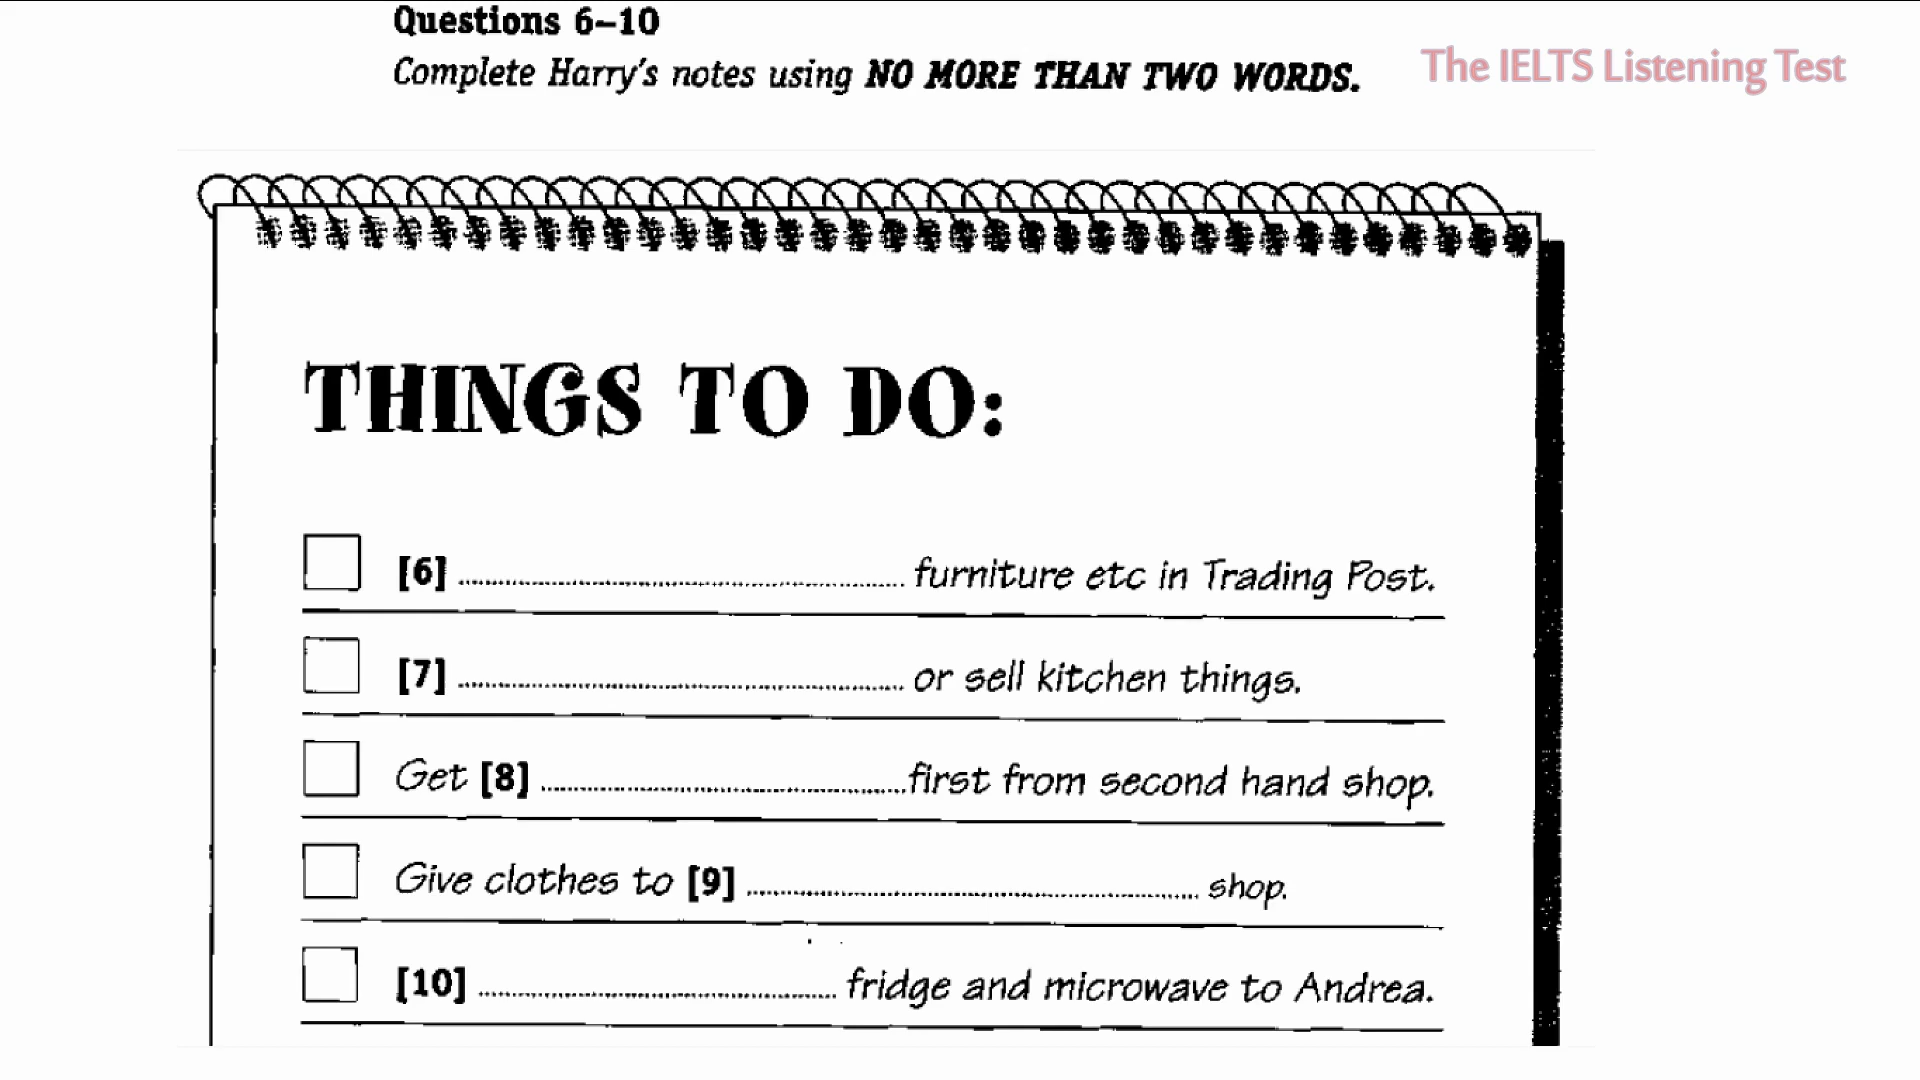 Questions 6–10
Complete Harry's notes using NO MORE THAN TWO WORDS.
The IELTS Listening Test
THINGS TO DO:
[6] ........................ furniture etc in Trading Post.
[7] ........................ or sell kitchen things.
Get [8] ........................first from second hand shop.
Give clothes to [9] ........................ shop.
[10] ........................ fridge and microwave to Andrea.